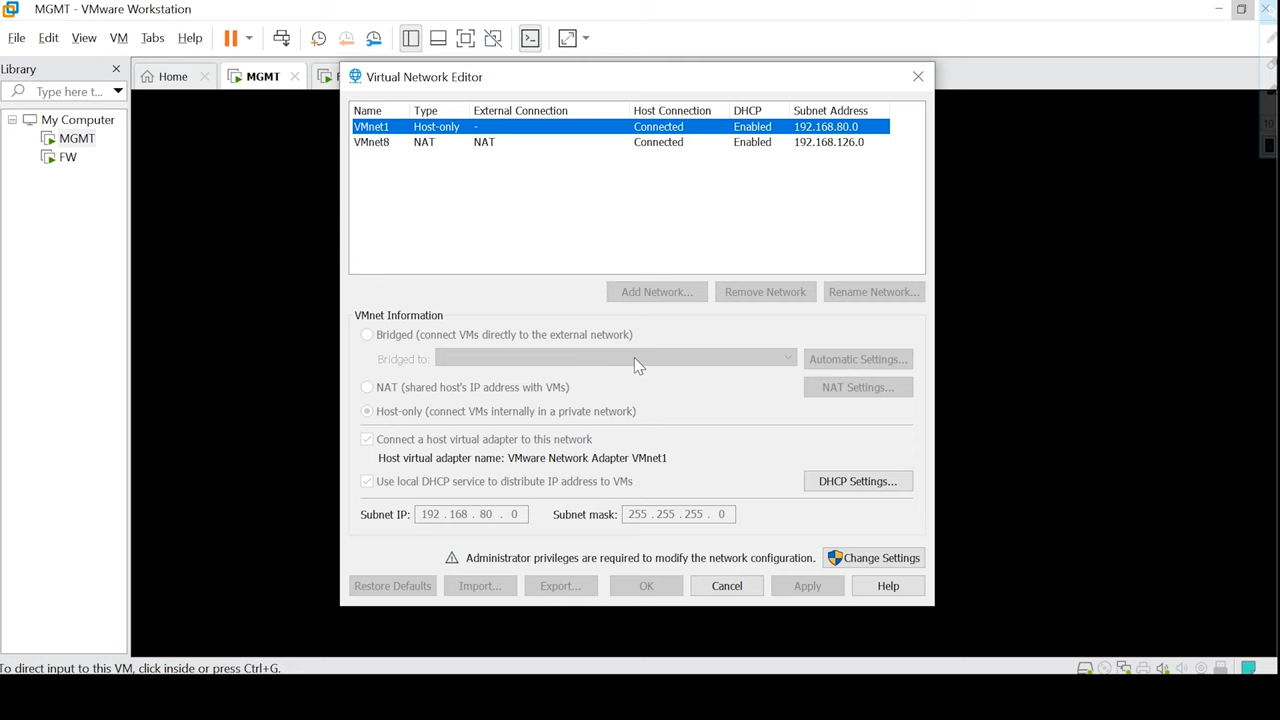 MGMT - VMware Workstation
File Edit View VM Tabs Help
Library
Type here t...
My Computer
MGMT
FW
Home
MGMT
Virtual Network Editor
Name Type External Connection Host Connection DHCP Subnet Address
VMnet1 Host-only - Connected Enabled 192.168.80.0
VMnet8 NAT NAT Connected Enabled 192.168.126.0
Add Network... Remove Network Rename Network...
VMnet Information
Bridged (connect VMs directly to the external network)
Bridged to: Automatic Settings...
NAT (shared host's IP address with VMs) NAT Settings...
Host-only (connect VMs internally in a private network)
Connect a host virtual adapter to this network
Host virtual adapter name: VMware Network Adapter VMnet1
Use local DHCP service to distribute IP address to VMs DHCP Settings...
Subnet IP: 192 . 168 . 80 . 0 Subnet mask: 255 . 255 . 255 . 0
Administrator privileges are required to modify the network configuration. Change Settings
Restore Defaults Import... Export... OK Cancel Apply Help
To direct input to this VM, click inside or press Ctrl+G.